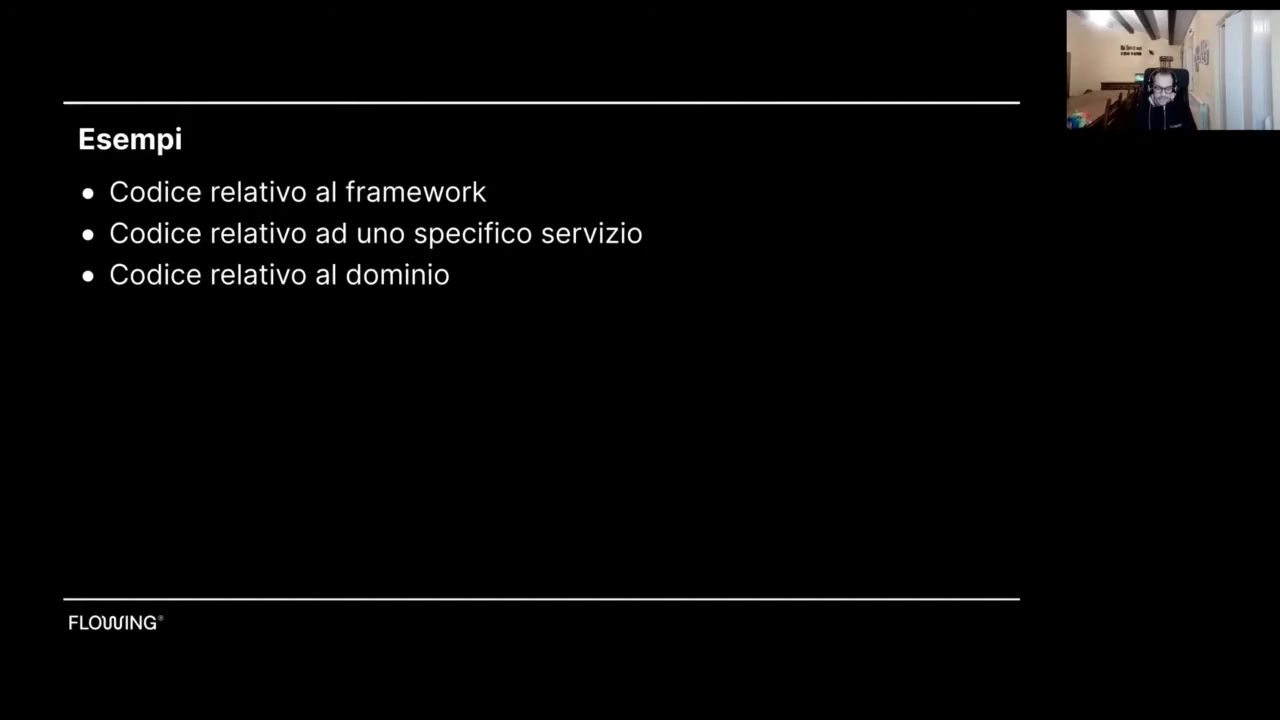 Esempi
• Codice relativo al framework
• Codice relativo ad uno specifico servizio
• Codice relativo al dominio
FLOWING®